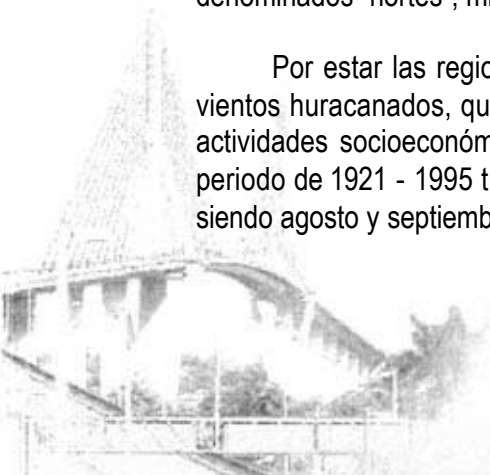 denominados "nortes", m
Por estar las regio
vientos huracanados, qu
actividades socioeconóm
periodo de 1921 - 1995 t
siendo agosto y septiemb